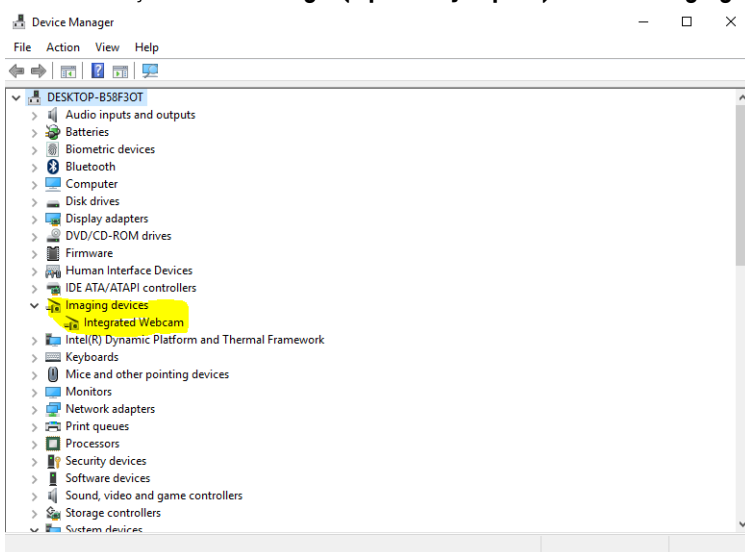 Device Manager
File Action View Help
DESKTOP-B58F3OT
Audio inputs and outputs
Batteries
Biometric devices
Bluetooth
Computer
Disk drives
Display adapters
DVD/CD-ROM drives
Firmware
Human Interface Devices
IDE ATA/ATAPI controllers
Imaging devices
Integrated Webcam
Intel(R) Dynamic Platform and Thermal Framework
Keyboards
Mice and other pointing devices
Monitors
Network adapters
Print queues
Processors
Security devices
Software devices
Sound, video and game controllers
Storage controllers
System devices